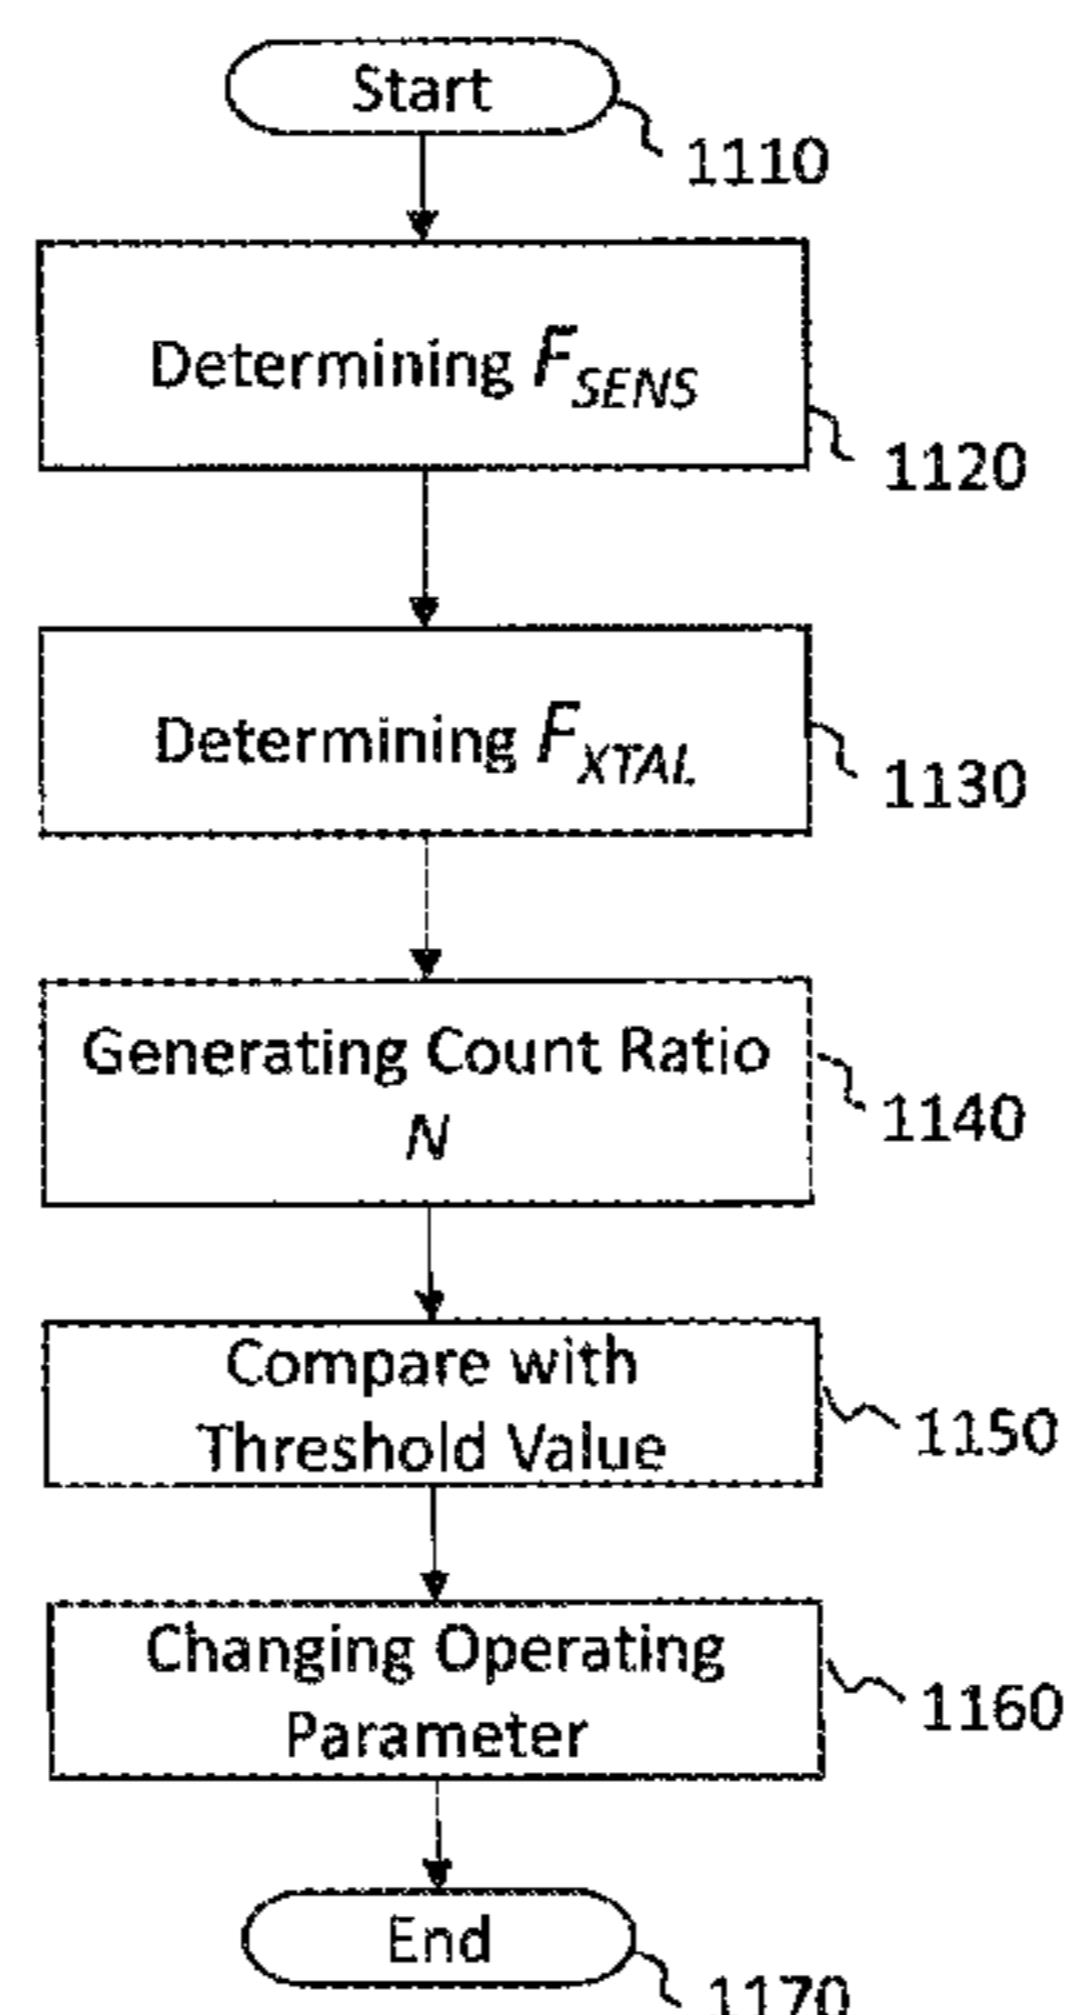 Start
1110
Determining F_SENS
1120
Determining F_XTAL
1130
Generating Count Ratio
N
1140
Compare with
Threshold Value
1150
Changing Operating
Parameter
1160
End
1170